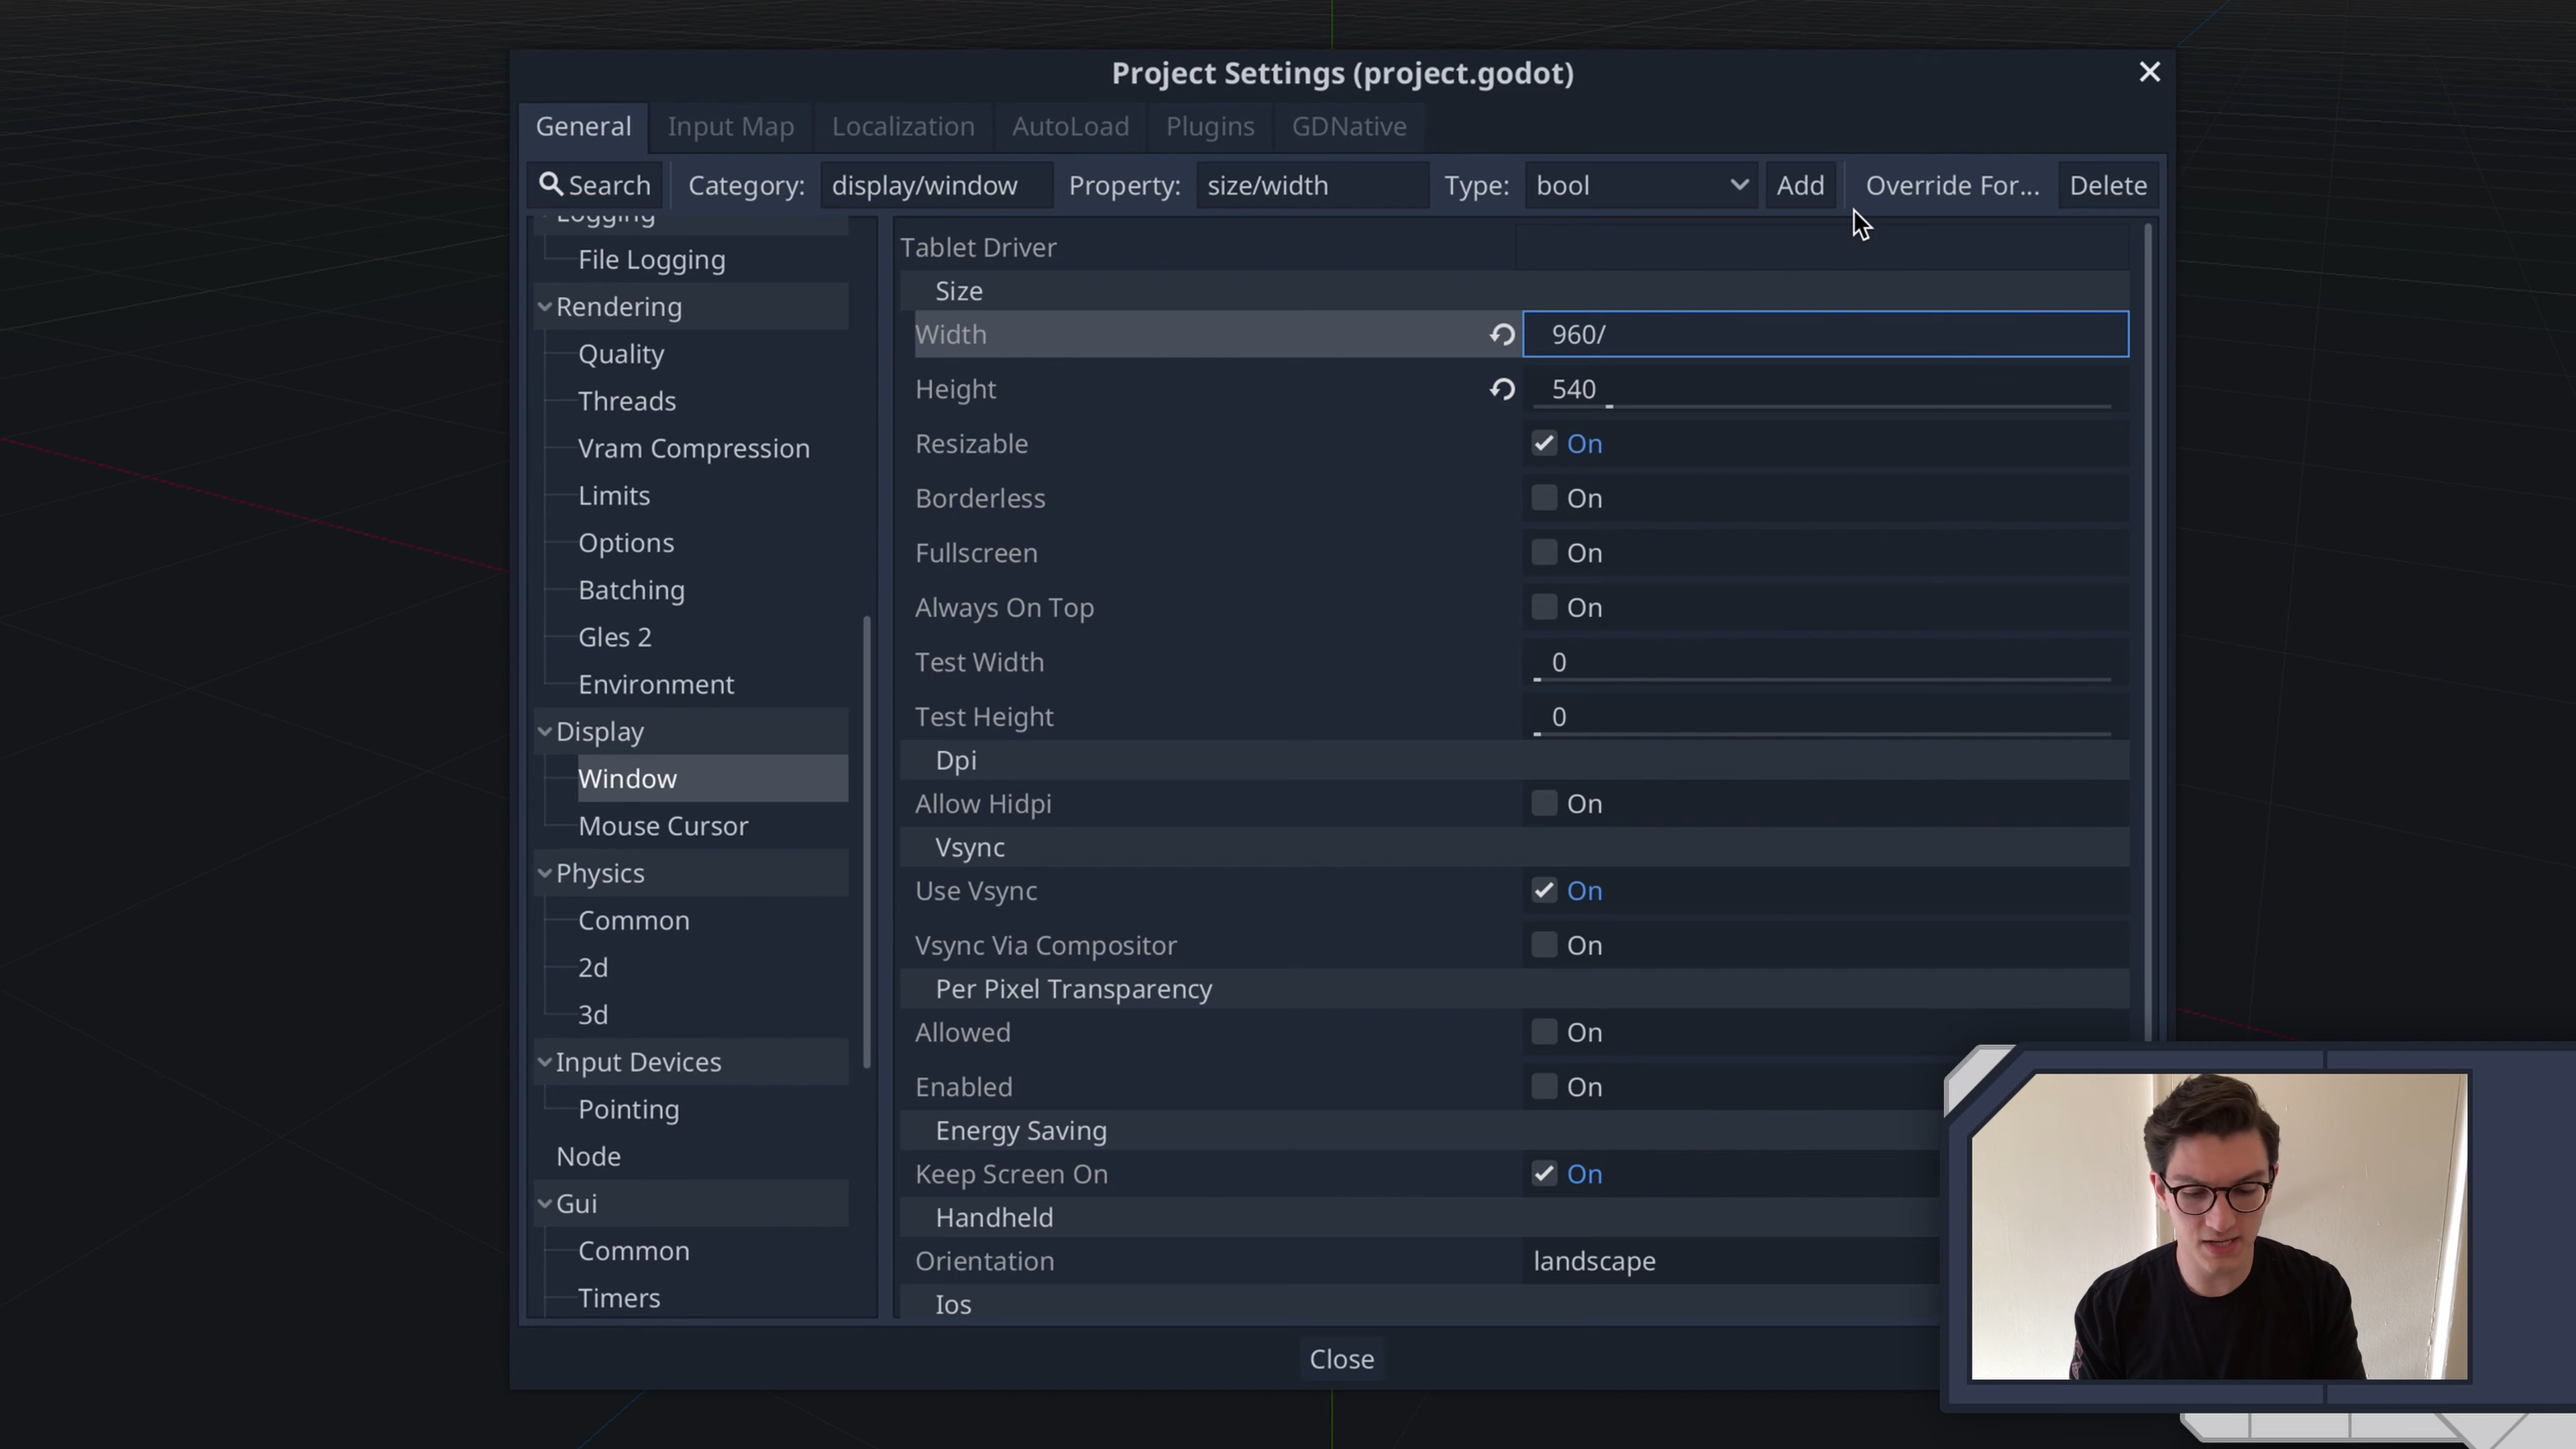 Project Settings (project.godot)
General Input Map Localization AutoLoad Plugins GDNative
Search Category: display/window Property: size/width Type: bool Add Override For... Delete
Logging
File Logging
Rendering
Quality
Threads
Vram Compression
Limits
Options
Batching
Gles 2
Environment
Display
Window
Mouse Cursor
Physics
Common
2d
3d
Input Devices
Pointing
Node
Gui
Common
Timers
Tablet Driver
Size
Width 960/
Height 540
Resizable On
Borderless On
Fullscreen On
Always On Top On
Test Width 0
Test Height 0
Dpi
Allow Hidpi On
Vsync
Use Vsync On
Vsync Via Compositor On
Per Pixel Transparency
Allowed On
Enabled On
Energy Saving
Keep Screen On On
Handheld
Orientation landscape
Ios
Close